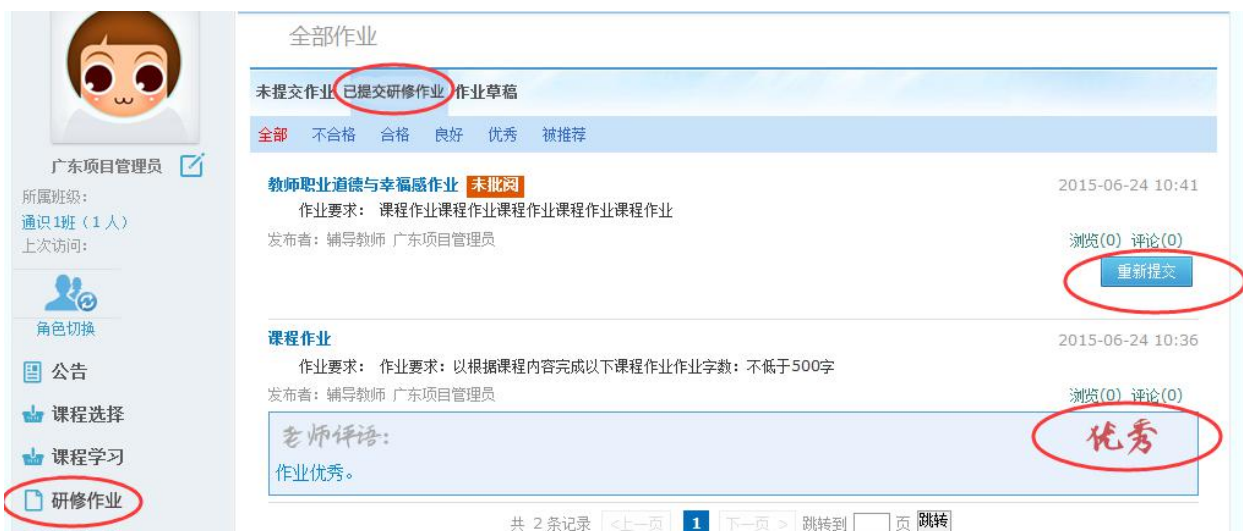 全部作业
未提交作业 已提交研修作业 作业草稿
全部 不合格 合格 良好 优秀 被推荐
广东项目管理员
所属班级：
通识1班（1人）
上次访问：
角色切换
公告
课程选择
课程学习
研修作业
教师职业道德与幸福感作业 未批阅 2015-06-24 10:41
作业要求： 课程作业课程作业课程作业课程作业课程作业
发布者：辅导教师 广东项目管理员 浏览(0) 评论(0)
重新提交
课程作业 2015-06-24 10:36
作业要求： 作业要求：以根据课程内容完成以下课程作业作业字数：不低于500字
发布者：辅导教师 广东项目管理员 浏览(0) 评论(0)
老师评语： 优秀
作业优秀。
共 2条记录 <上一页 1 下一页 > 跳转到 页 跳转